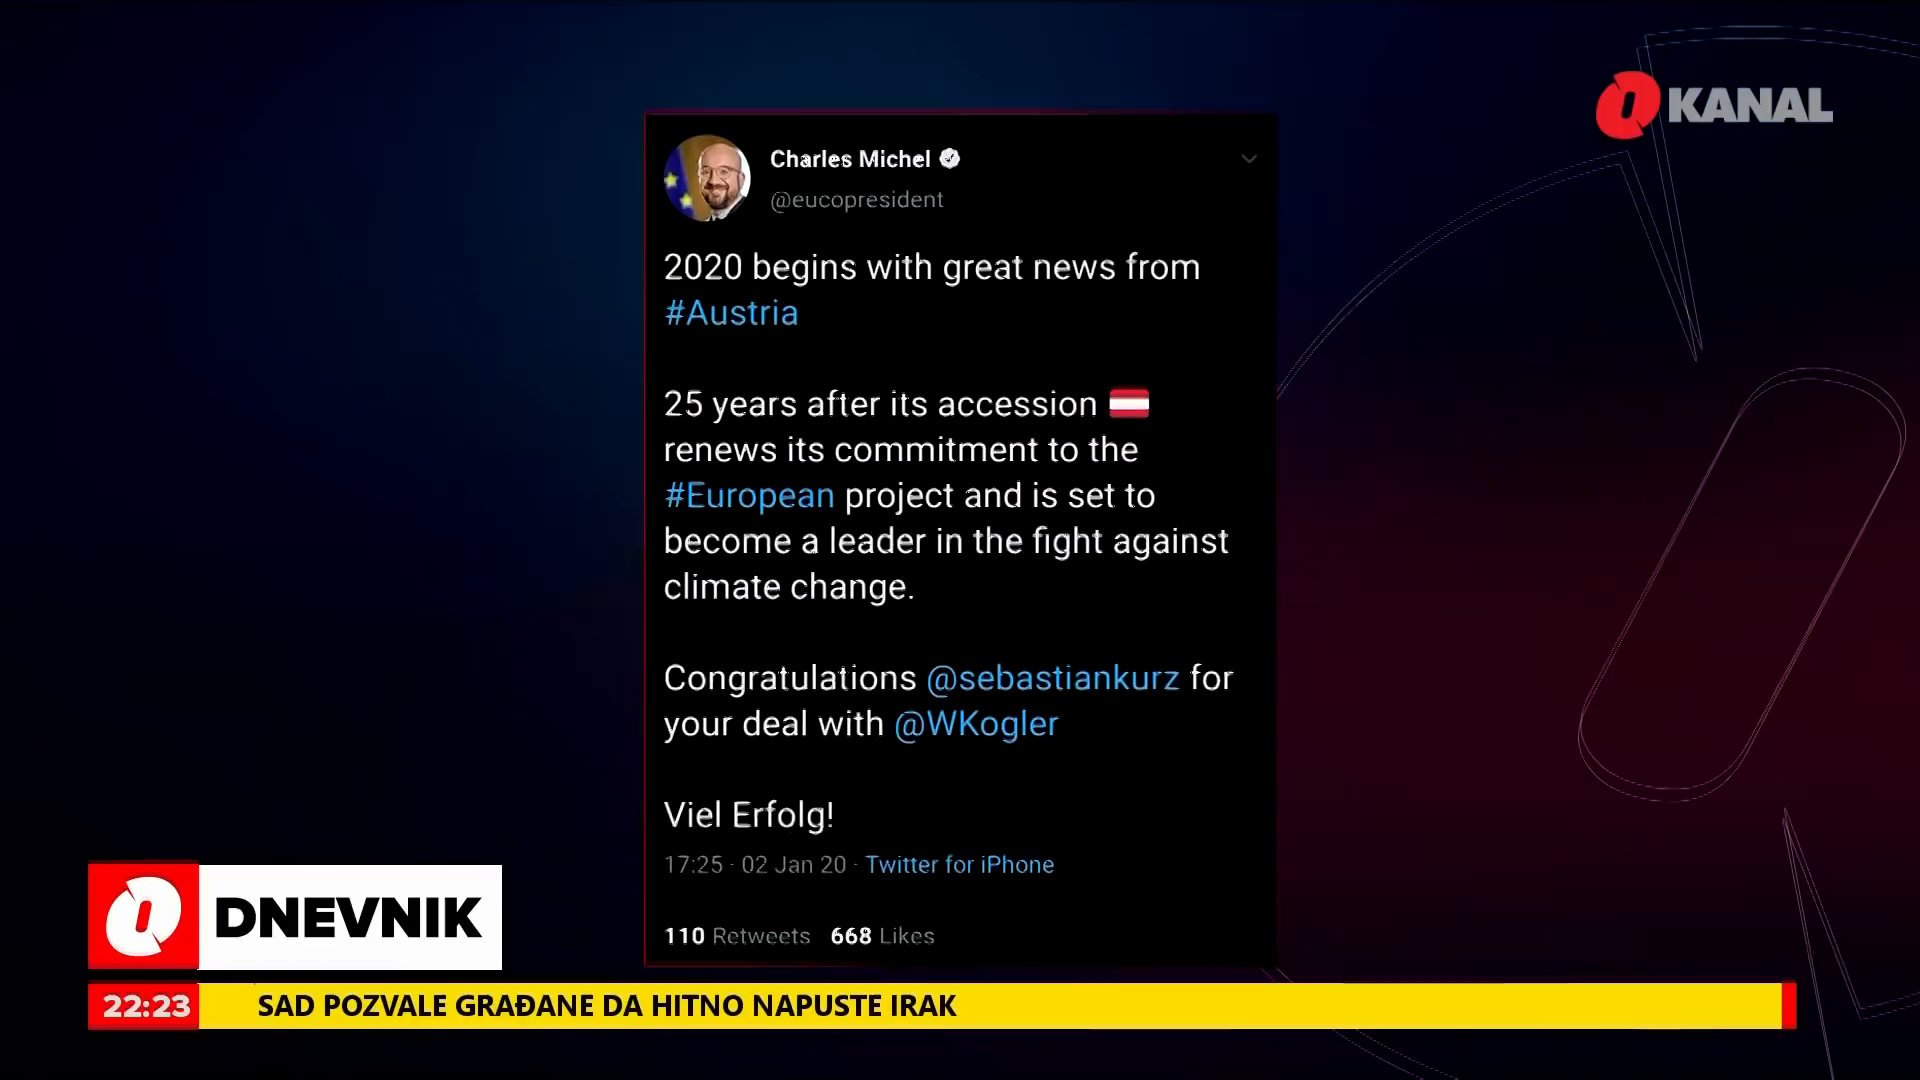 O KANAL
Charles Michel
@eucopresident
2020 begins with great news from
#Austria
25 years after its accession
renews its commitment to the
#European project and is set to
become a leader in the fight against
climate change.
Congratulations @sebastiankurz for
your deal with @WKogler
Viel Erfolg!
17:25 · 02 Jan 20 · Twitter for iPhone
110 Retweets 668 Likes
O DNEVNIK
22:23 SAD POZVALE GRAĐANE DA HITNO NAPUSTE IRAK